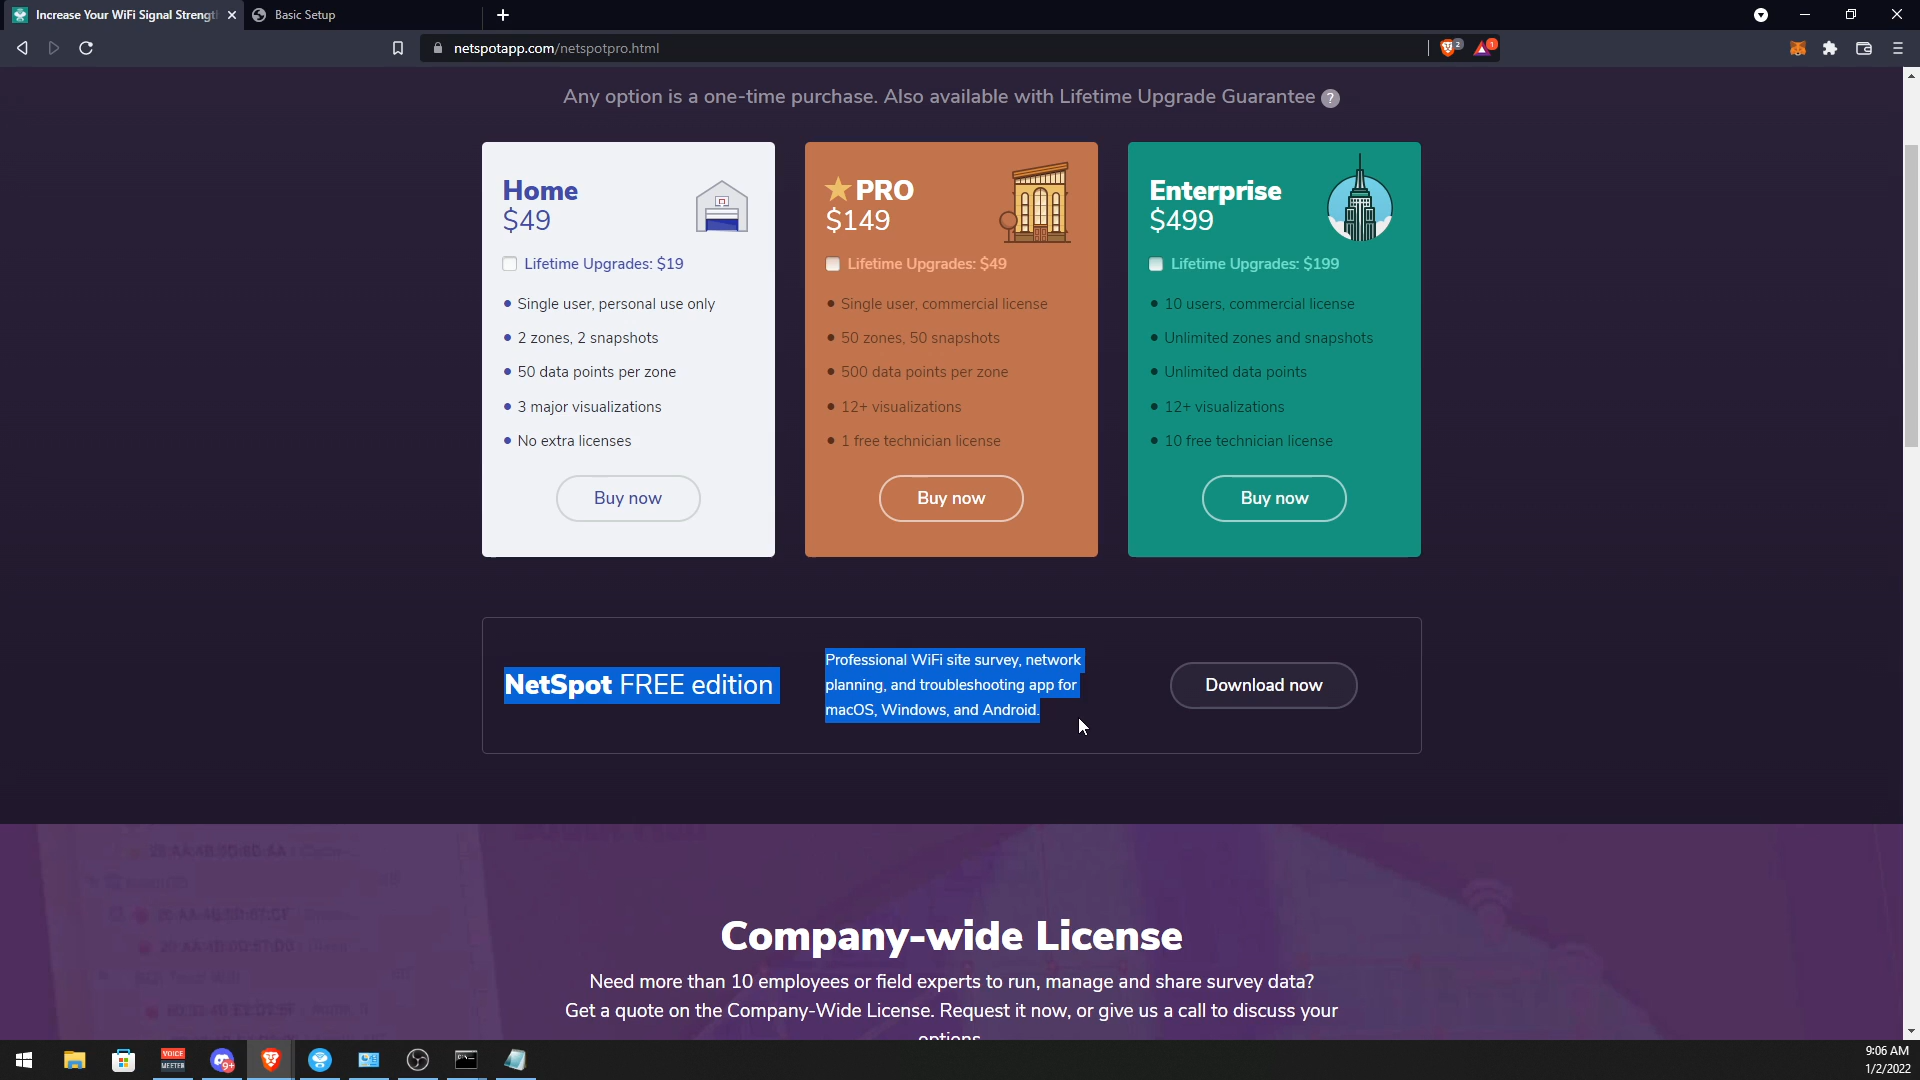 Increase Your WiFi Signal Strengt
Basic Setup
netspotapp.com/netspotpro.html
2
1
Any option is a one-time purchase. Also available with Lifetime Upgrade Guarantee ?
Home
$49
Lifetime Upgrades: $19
• Single user, personal use only
• 2 zones, 2 snapshots
• 50 data points per zone
• 3 major visualizations
• No extra licenses
Buy now
PRO
$149
Lifetime Upgrades: $49
• Single user, commercial license
• 50 zones, 50 snapshots
• 500 data points per zone
• 12+ visualizations
• 1 free technician license
Buy now
Enterprise
$499
Lifetime Upgrades: $199
• 10 users, commercial license
• Unlimited zones and snapshots
• Unlimited data points
• 12+ visualizations
• 10 free technician license
Buy now
NetSpot FREE edition
Professional WiFi site survey, network
planning, and troubleshooting app for
macOS, Windows, and Android.
Download now
Company-wide License
Need more than 10 employees or field experts to run, manage and share survey data?
Get a quote on the Company-Wide License. Request it now, or give us a call to discuss your
options.
VOICE
MEETER
9+
9:06 AM
1/2/2022